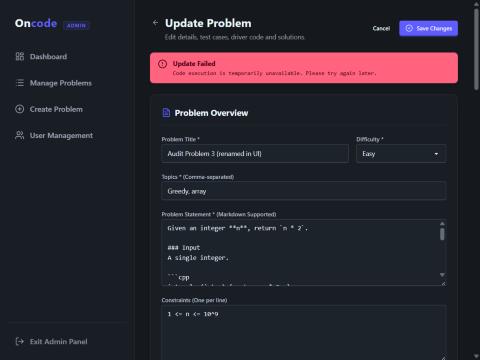 Oncode ADMIN
Dashboard
Manage Problems
Create Problem
User Management
Exit Admin Panel
← Update Problem
Edit details, test cases, driver code and solutions.
Cancel
Save Changes
Update Failed
Code execution is temporarily unavailable. Please try again later.
Problem Overview
Problem Title *
Difficulty *
Audit Problem 3 (renamed in UI)
Easy
Topics * (Comma-separated)
Greedy, array
Problem Statement * (Markdown Supported)
Given an integer **n**, return `n * 2`.
### Input
A single integer.
```cpp
Constraints (One per line)
1 <= n <= 10^9